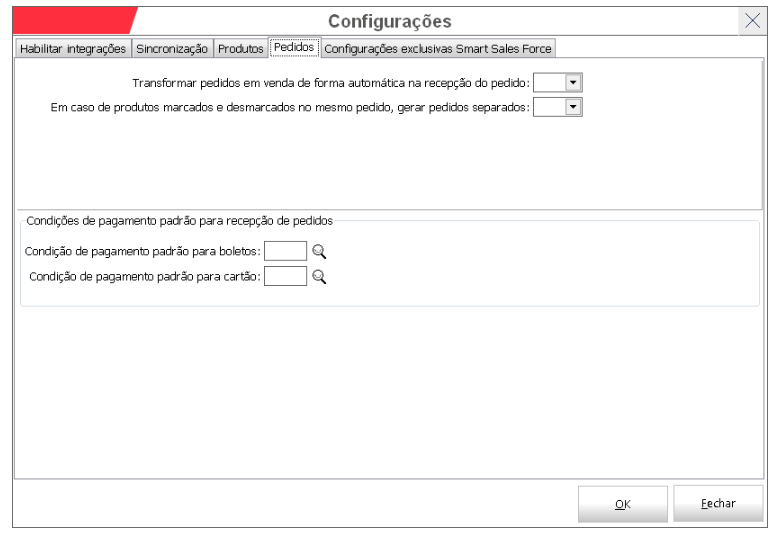 Configurações
Habilitar integrações Sincronização Produtos Pedidos Configurações exclusivas Smart Sales Force
Transformar pedidos em venda de forma automática na recepção do pedido:
Em caso de produtos marcados e desmarcados no mesmo pedido, gerar pedidos separados:
Condições de pagamento padrão para recepção de pedidos
Condição de pagamento padrão para boletos:
Condição de pagamento padrão para cartão:
OK Fechar